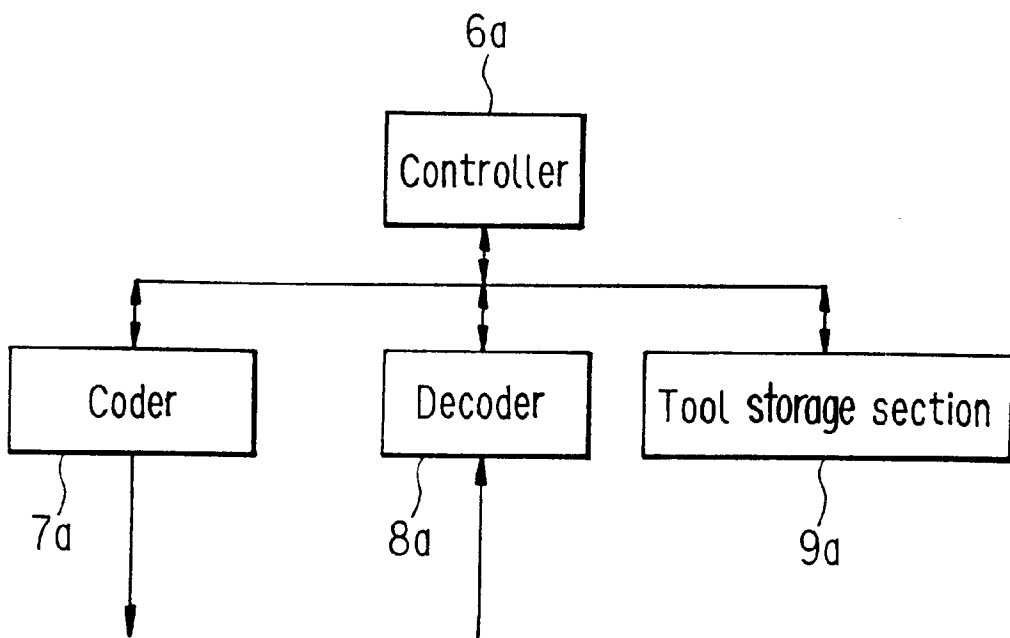 6a
Controller
Coder
Decoder
Tool storage section
7a
8a
9a